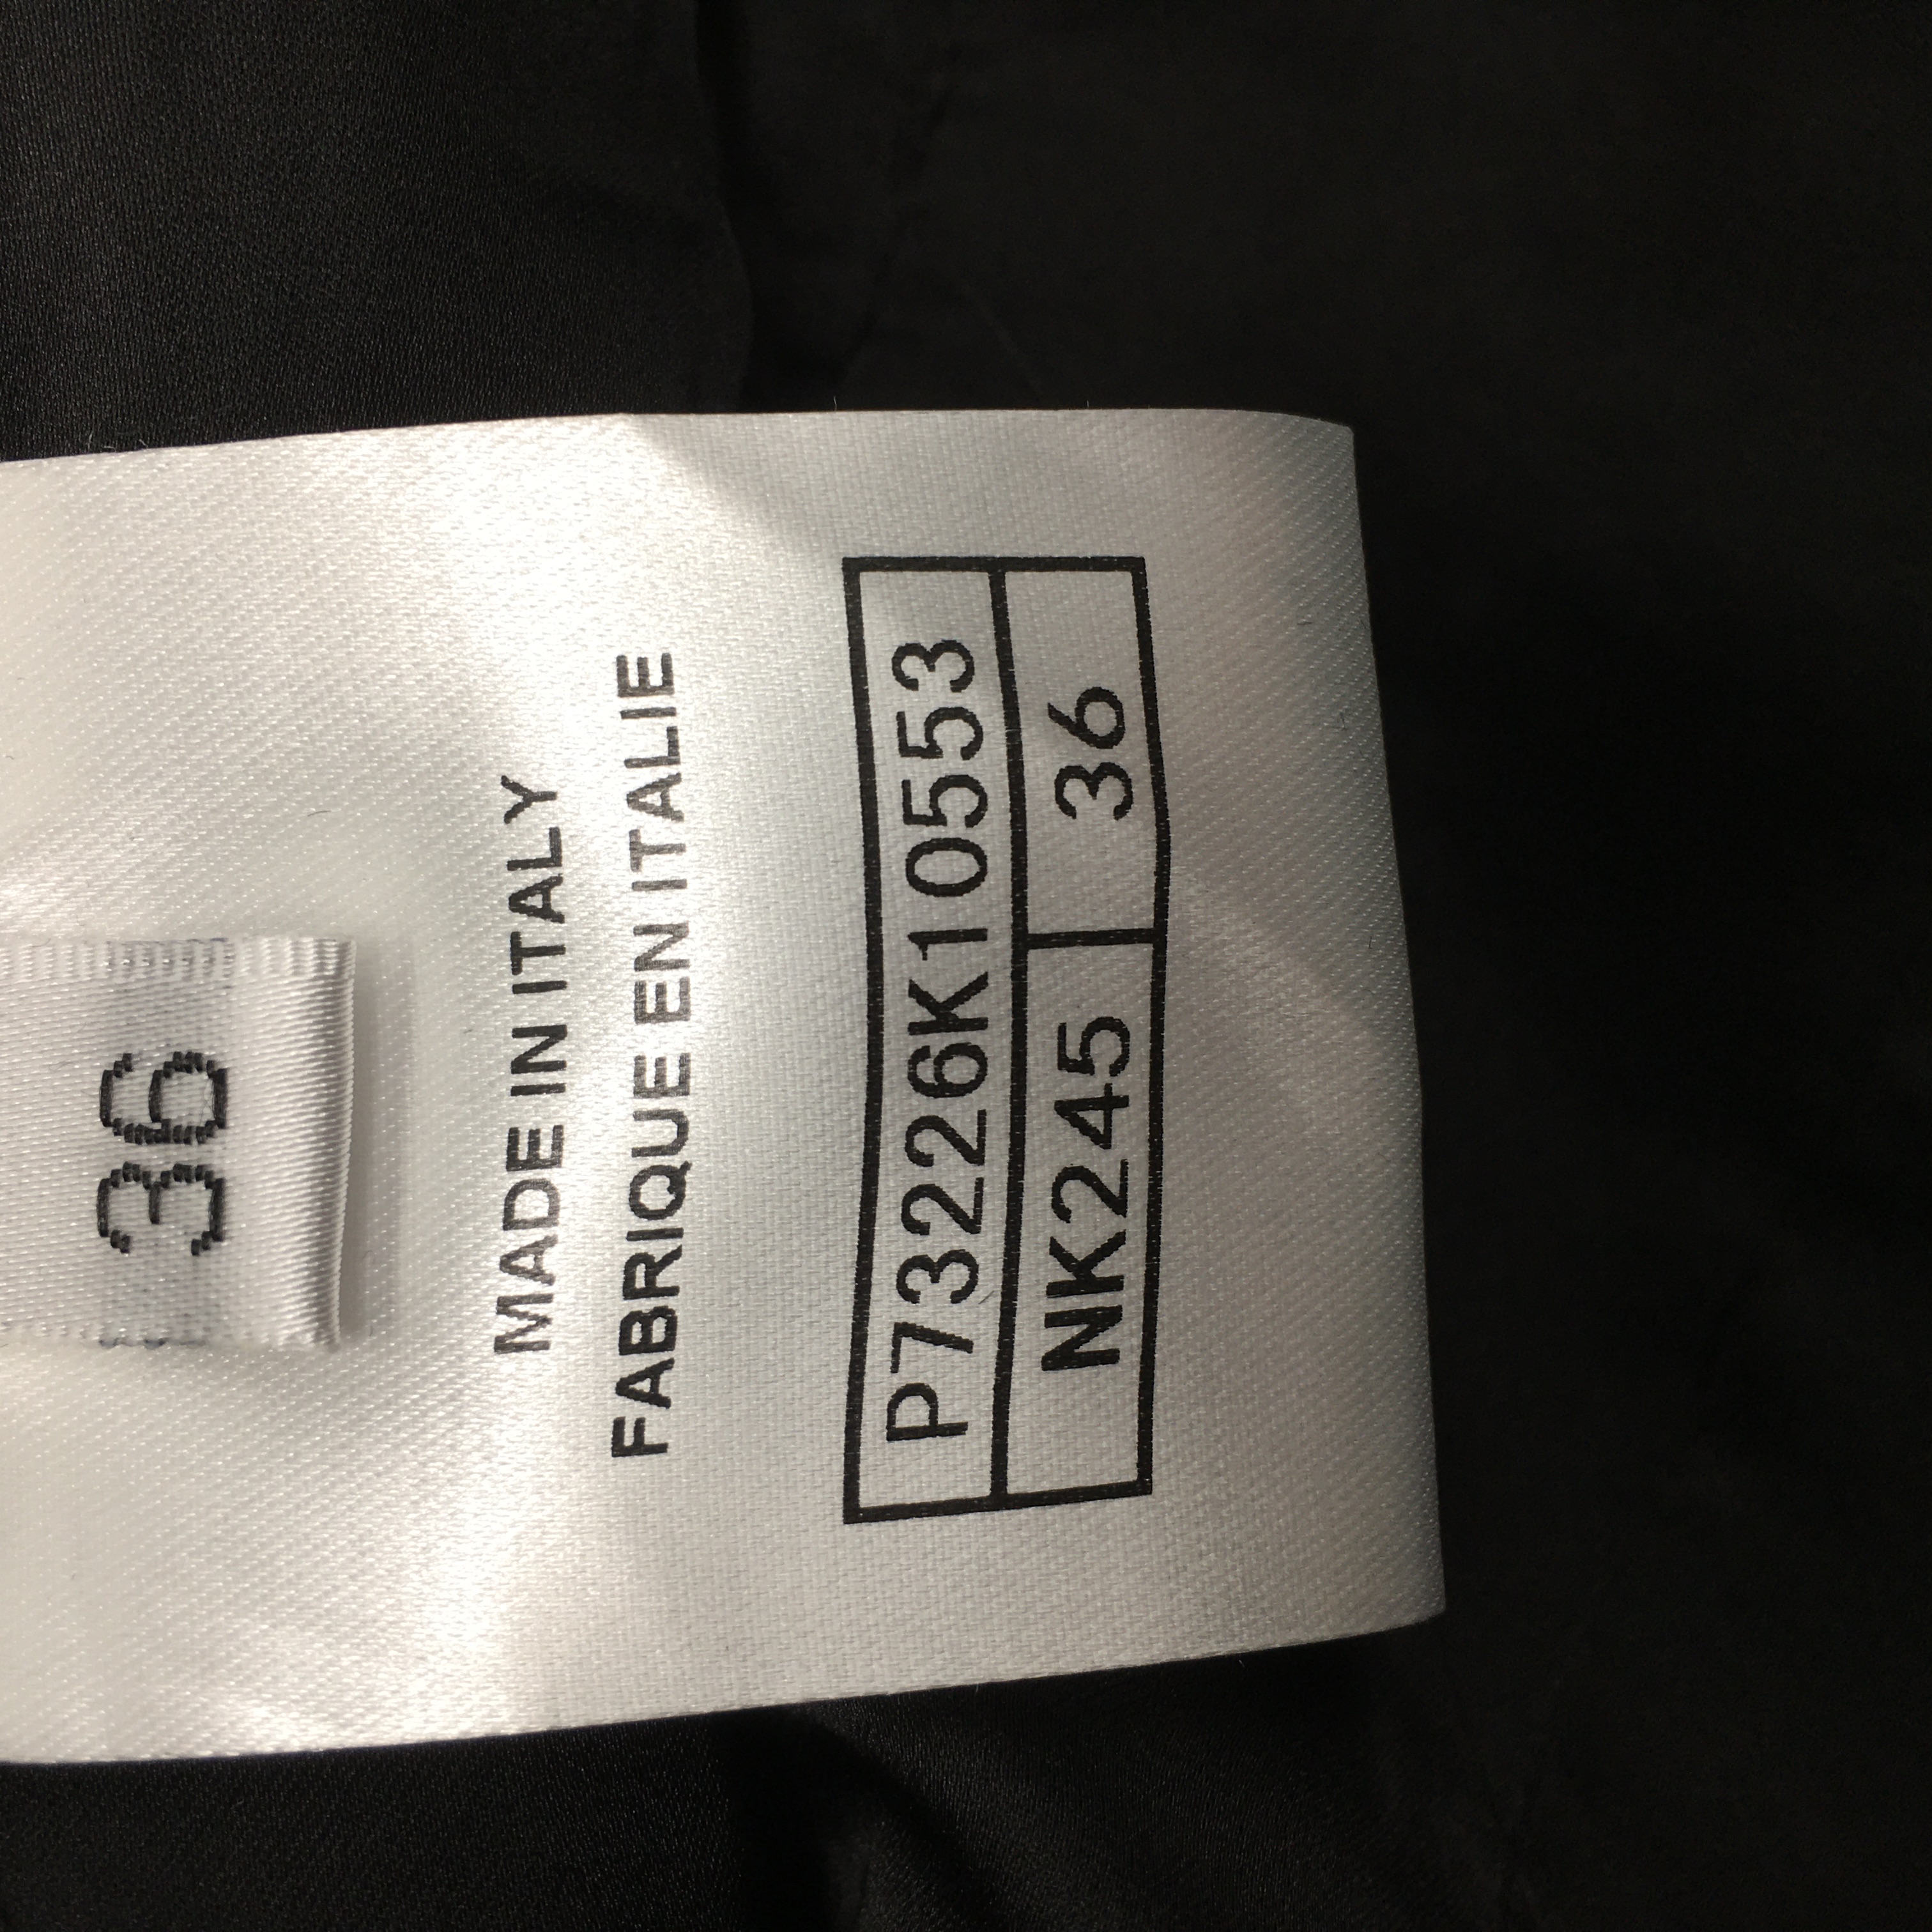 36
MADE IN ITALY
FABRIQUE EN ITALIE
P73226K10553
NK245 36